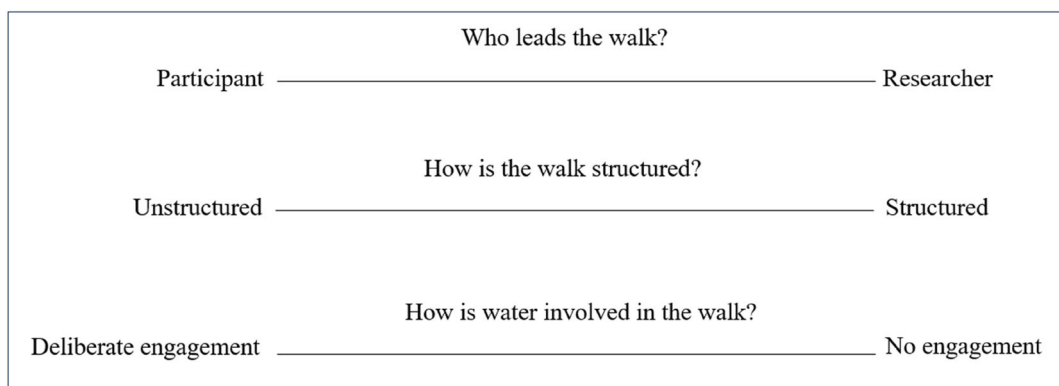 Who leads the walk?
Participant Researcher
How is the walk structured?
Unstructured Structured
How is water involved in the walk?
Deliberate engagement No engagement